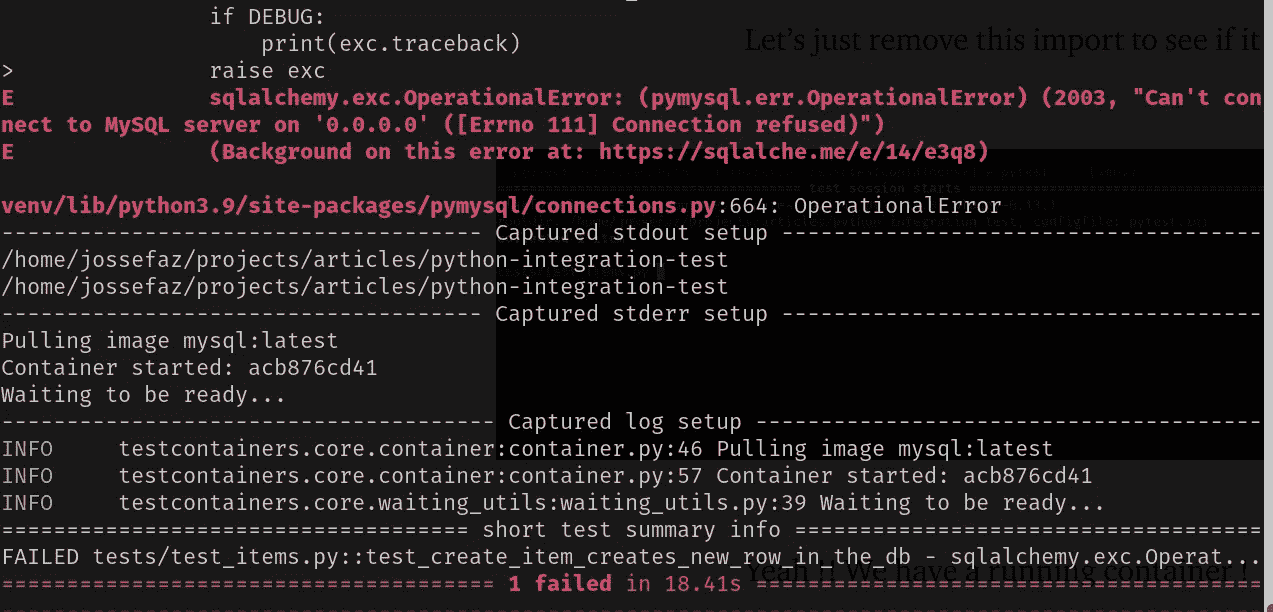 if DEBUG:
print(exc.traceback)
Let's just remove this import to see if it
> raise exc
E sqlalchemy.exc.OperationalError: (pymysql.err.OperationalError) (2003, "Can't con
nect to MySQL server on '0.0.0.0' ([Errno 111] Connection refused)")
E (Background on this error at: https://sqlalche.me/e/14/e3q8)
test session starts
venv/lib/python3.9/site-packages/pymysql/connections.py:664: OperationalError
------------------------------------- Captured stdout setup -------------------------------------
/home/jossefaz/projects/articles/python-integration-test
/home/jossefaz/projects/articles/python-integration-test
------------------------------------- Captured stderr setup -------------------------------------
Pulling image mysql:latest
Container started: acb876cd41
Waiting to be ready...
-------------------------------------- Captured log setup ---------------------------------------
INFO     testcontainers.core.container:container.py:46 Pulling image mysql:latest
INFO     testcontainers.core.container:container.py:57 Container started: acb876cd41
INFO     testcontainers.core.waiting_utils:waiting_utils.py:39 Waiting to be ready...
==================================== short test summary info ====================================
FAILED tests/test_items.py::test_create_item_creates_new_row_in_the_db - sqlalchemy.exc.Operat...
====================================== 1 failed in 18.41s =======================================
Yeah !! We have a running container !